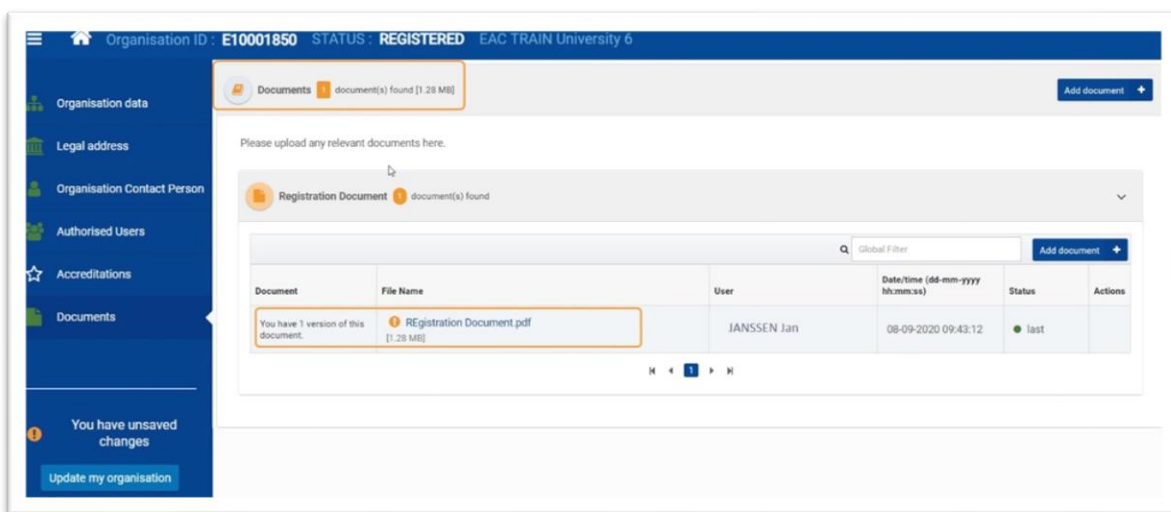 Organisation ID : E10001850 STATUS : REGISTERED EAC TRAIN University 6
Organisation data
Legal address
Organisation Contact Person
Authorised Users
Accreditations
Documents
You have unsaved
changes
Update my organisation
Documents 1 document(s) found [1.28 MB]
Add document +
Please upload any relevant documents here.
Registration Document 1 document(s) found
Global Filter
Add document +
Document File Name User Date/time (dd-mm-yyyy
hh:mm:ss) Status Actions
You have 1 version of this
document.
REgistration Document.pdf
[1.28 MB]
JANSSEN Jan
08-09-2020 09:43:12
last
1